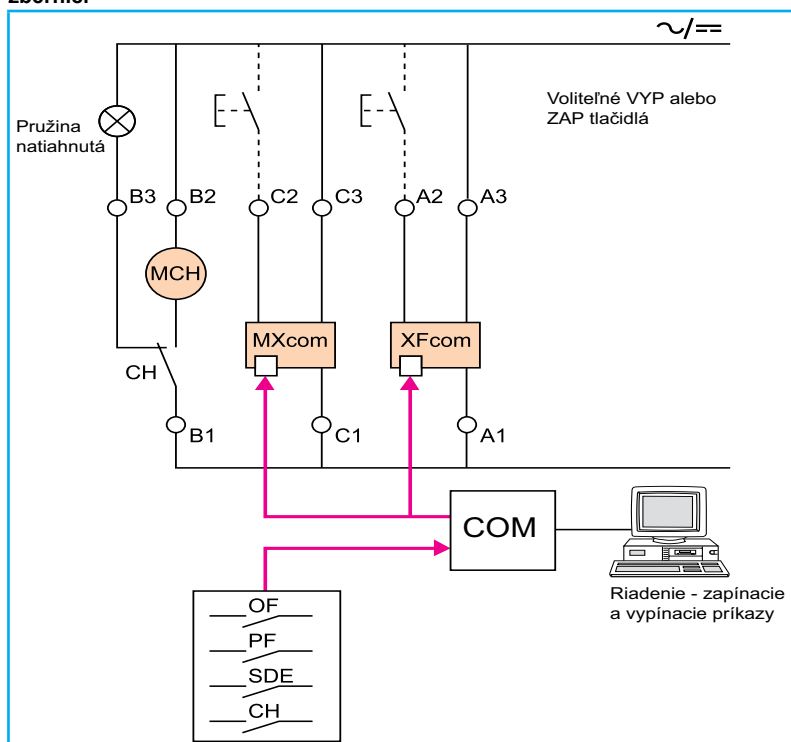 ∼/==
Voliteľné VYP alebo
ZAP tlačidlá
Pružina
natiahnutá
B3
B2
C2
C3
A2
A3
MCH
MXcom
XFcom
CH
B1
C1
A1
COM
Riadenie - zapínacie
a vypínacie príkazy
OF
PF
SDE
CH